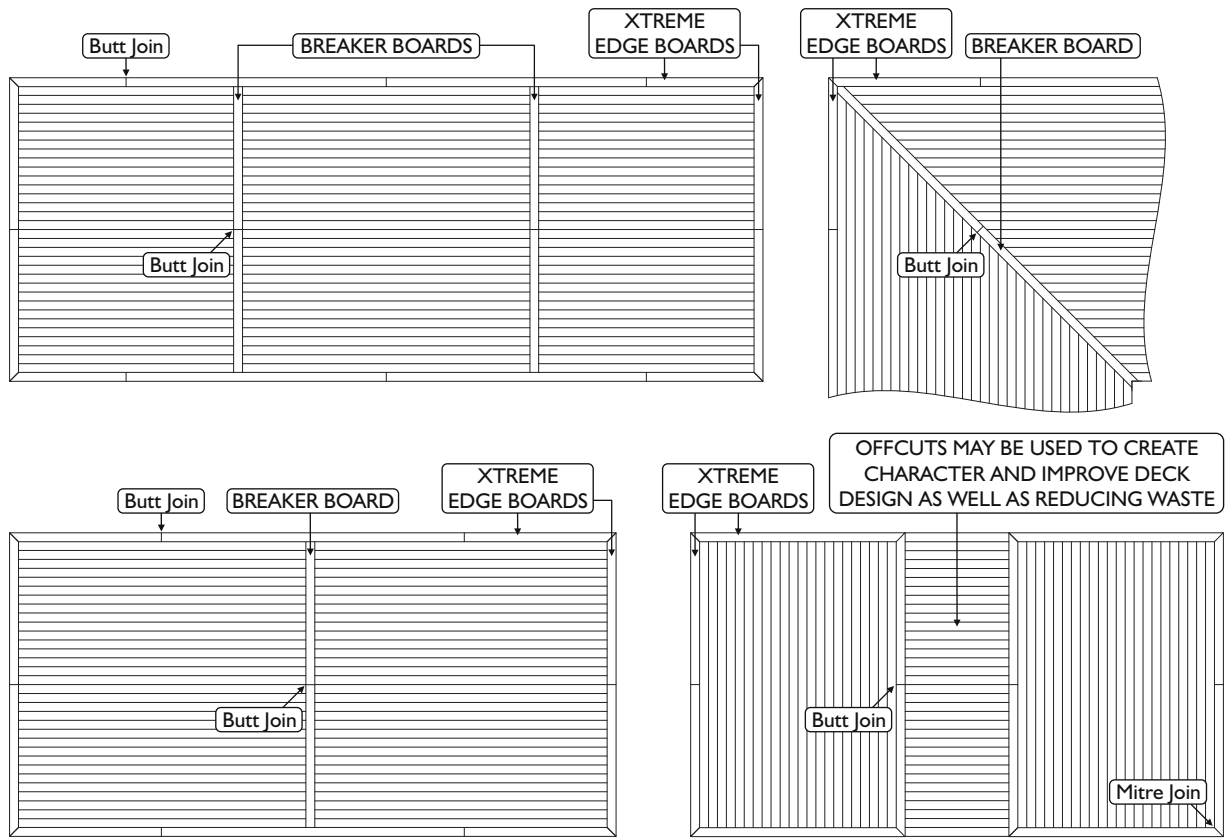 Butt Join
BREAKER BOARDS
XTREME
EDGE BOARDS
Butt Join
XTREME
EDGE BOARDS
BREAKER BOARD
Butt Join
Butt Join
BREAKER BOARD
XTREME
EDGE BOARDS
Butt Join
XTREME
EDGE BOARDS
OFFCUTS MAY BE USED TO CREATE
CHARACTER AND IMPROVE DECK
DESIGN AS WELL AS REDUCING WASTE
Butt Join
Mitre Join